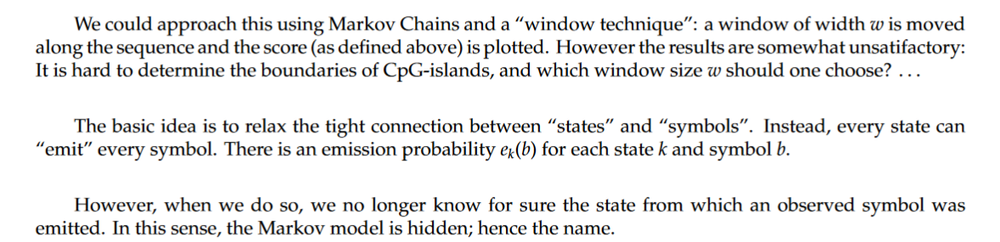 We could approach this using Markov Chains and a “window technique”: a window of width w is moved
along the sequence and the score (as defined above) is plotted. However the results are somewhat unsatifactory:
It is hard to determine the boundaries of CpG-islands, and which window size w should one choose? ...
The basic idea is to relax the tight connection between “states” and “symbols”. Instead, every state can
“emit” every symbol. There is an emission probability eₖ(b) for each state k and symbol b.
However, when we do so, we no longer know for sure the state from which an observed symbol was
emitted. In this sense, the Markov model is hidden; hence the name.